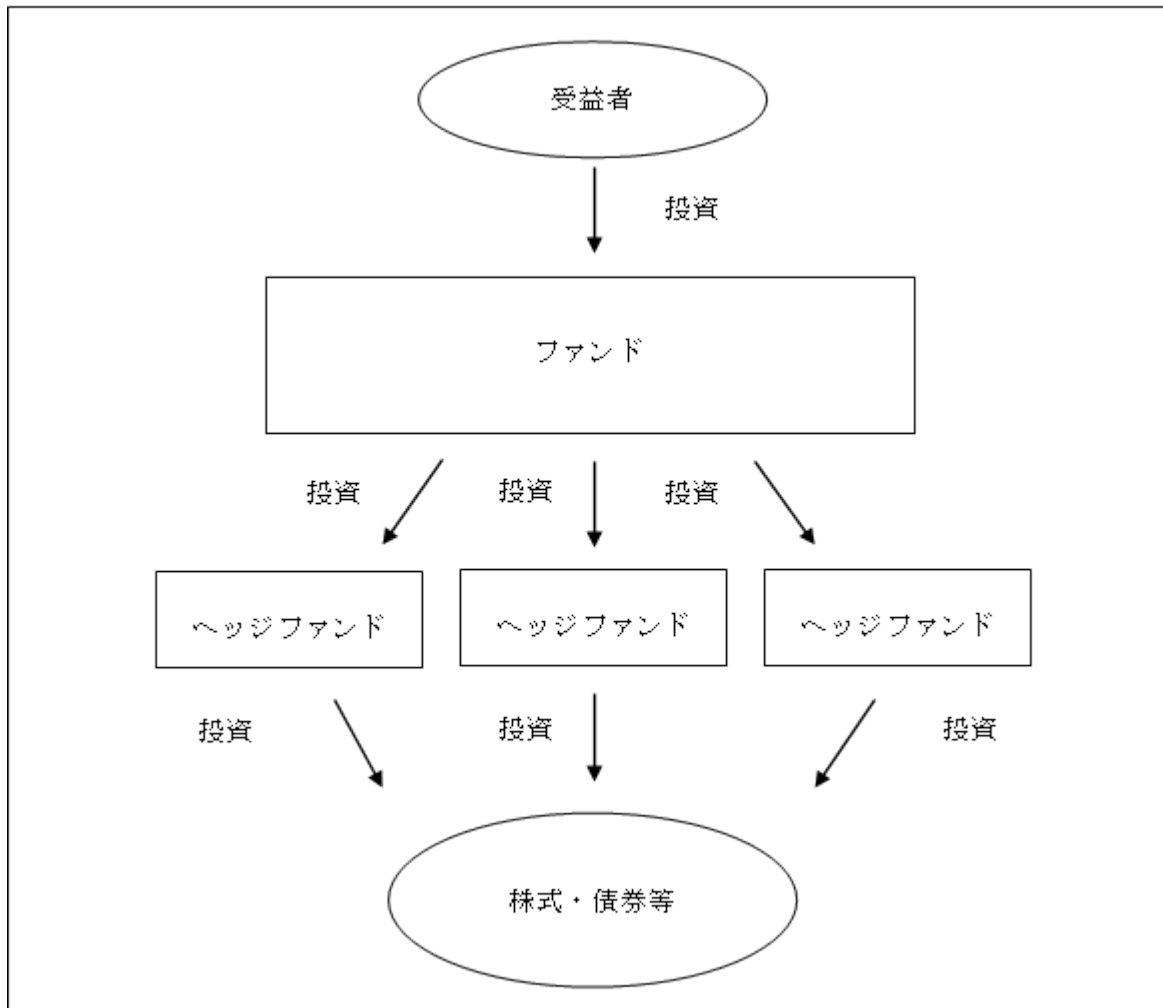 受益者
投資
ファンド
投資 投資 投資
ヘッジファンド ヘッジファンド ヘッジファンド
投資 投資 投資
株式・債券等